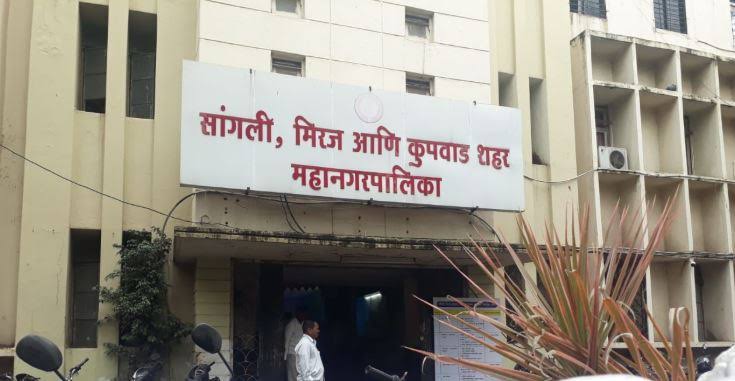 सांगली, मिरज आणि कुपवाड शहर
महानगरपालिका